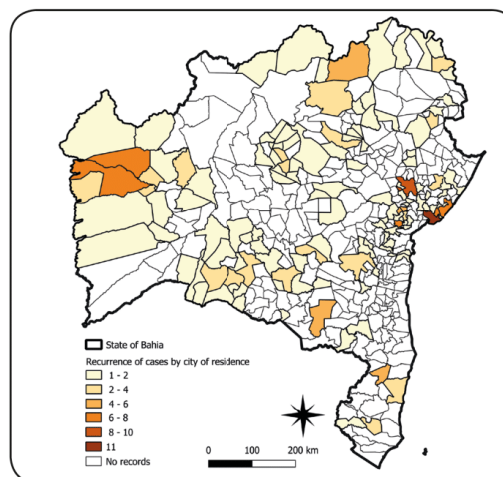 State of Bahia
Recurrence of cases by city of residence
1 - 2
2 - 4
4 - 6
6 - 8
8 - 10
11
No records
0 100 200 km